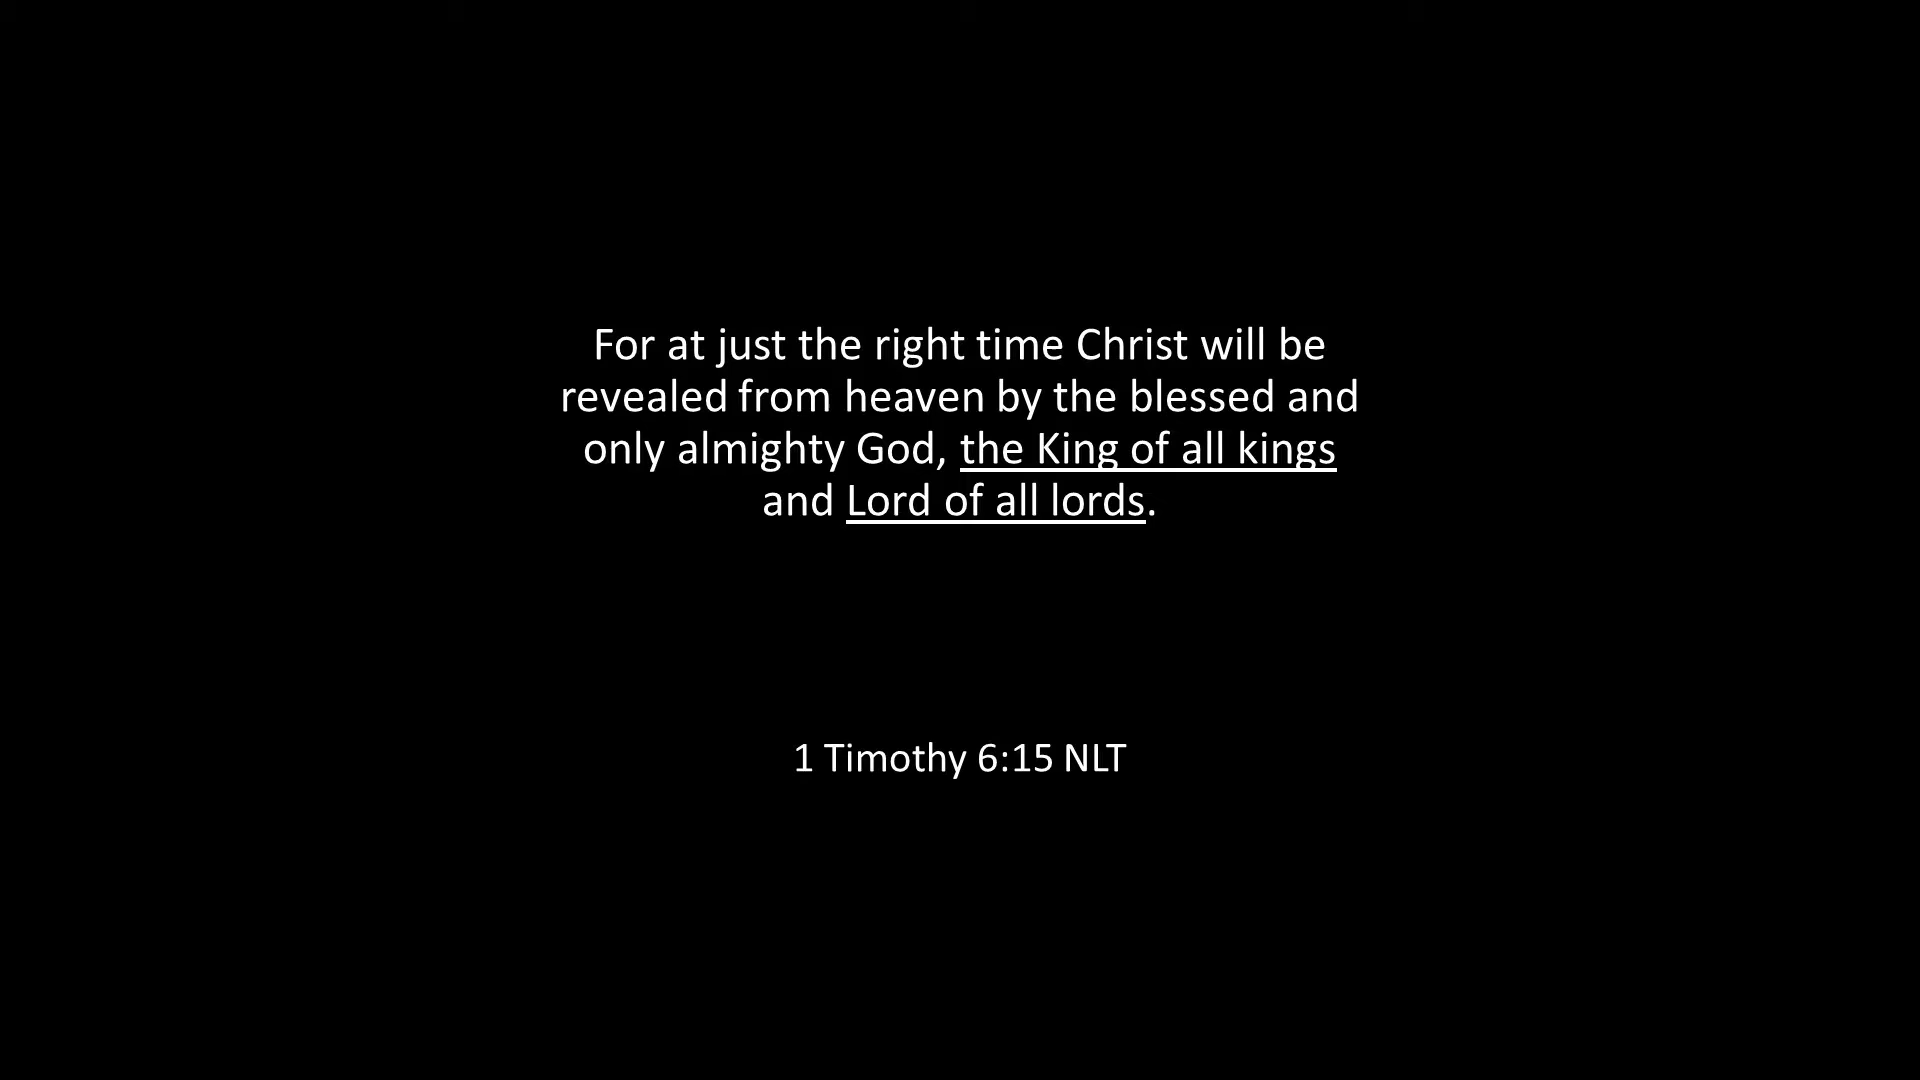 For at just the right time Christ will be
revealed from heaven by the blessed and
only almighty God, the King of all kings
and Lord of all lords.
1 Timothy 6:15 NLT